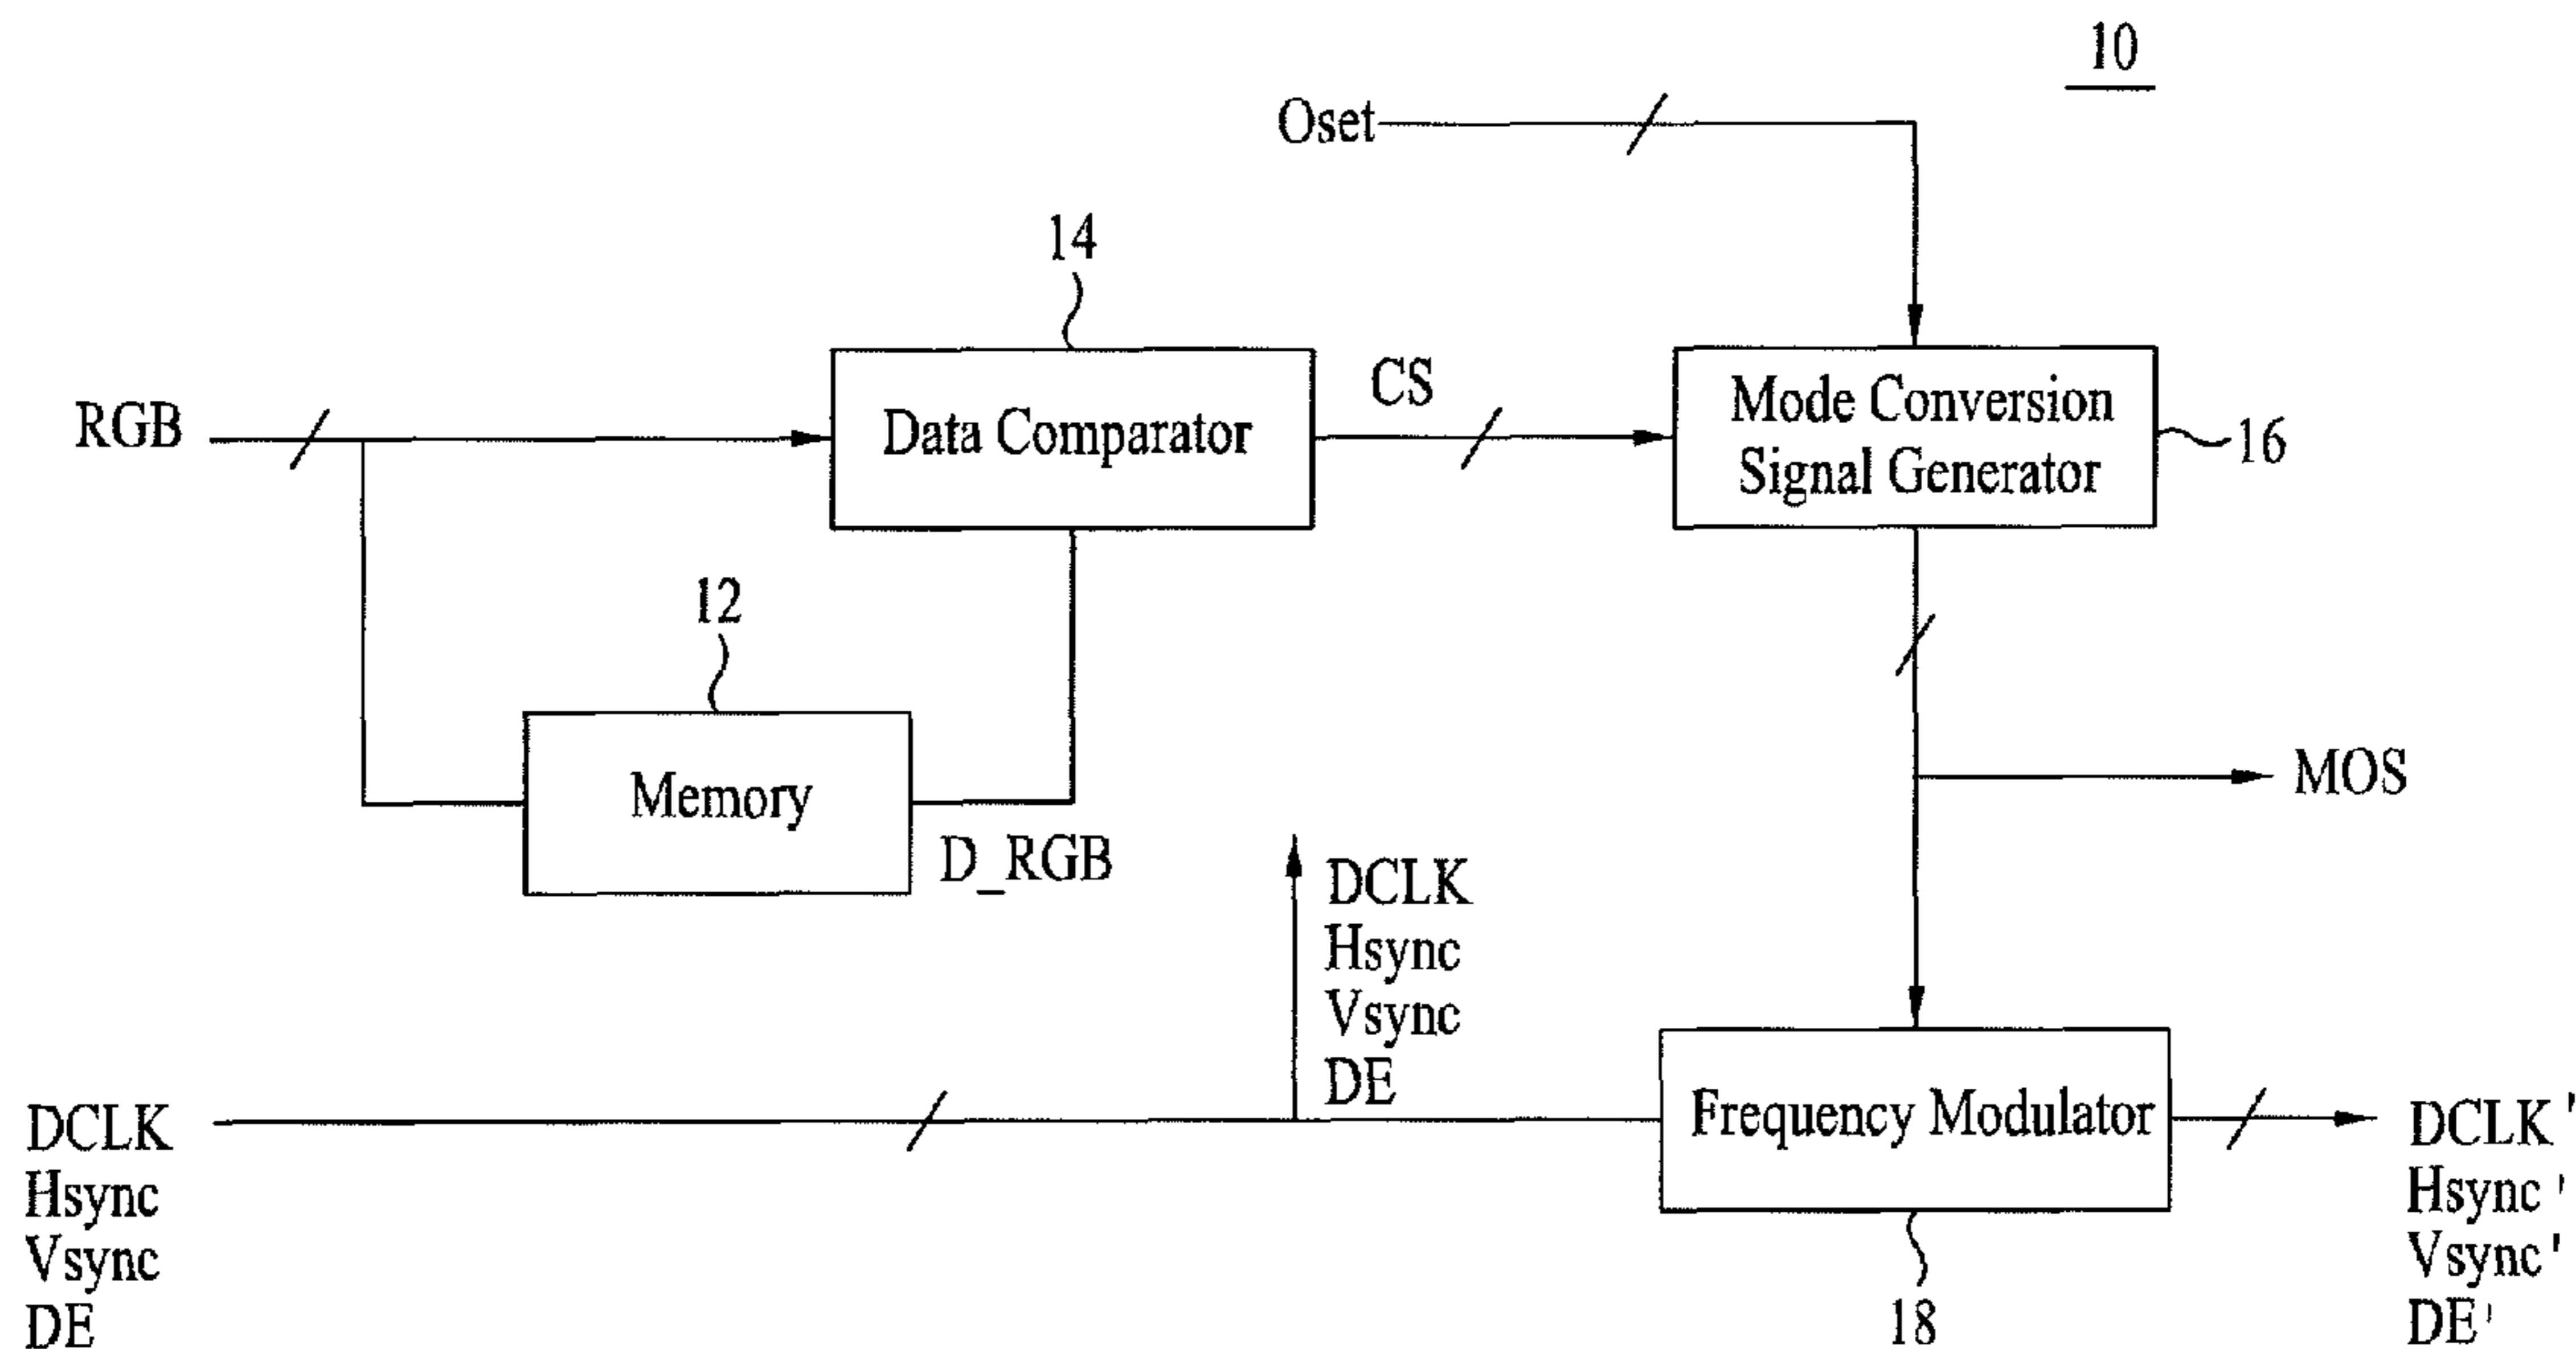 10
Oset
14
RGB
Data Comparator
CS
Mode Conversion
Signal Generator
16
12
Memory
D_RGB
MOS
DCLK
Hsync
Vsync
DE
DCLK
Hsync
Vsync
DE
Frequency Modulator
18
DCLK'
Hsync'
Vsync'
DE'